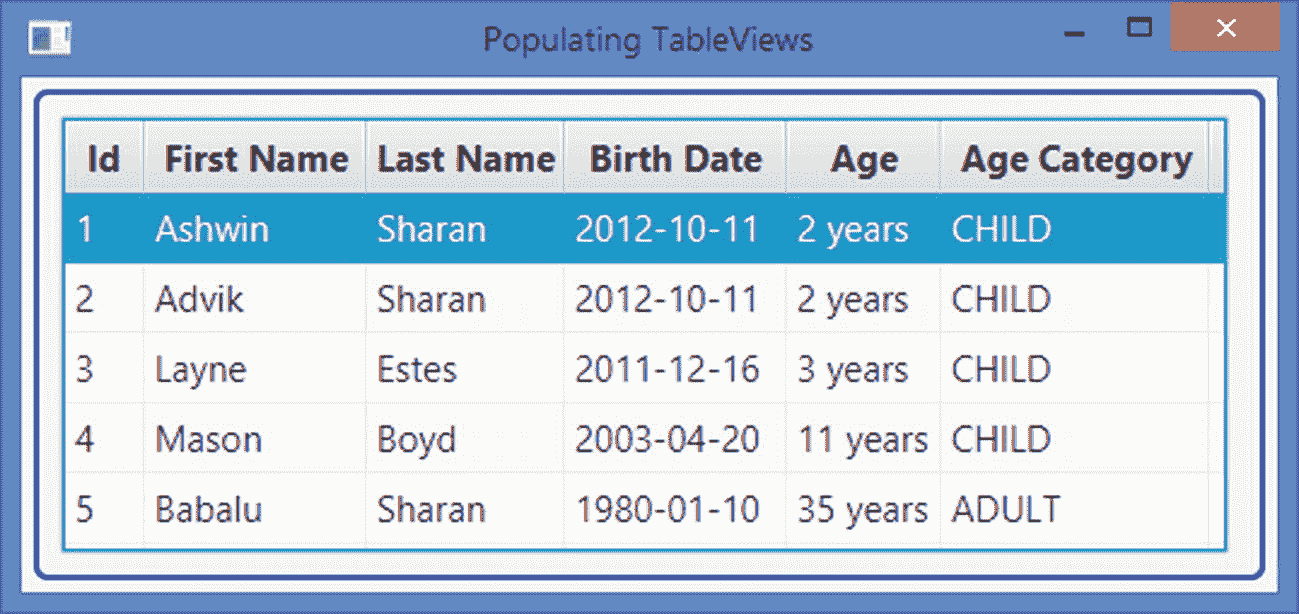 Populating TableViews
Id First Name Last Name Birth Date Age Age Category
1 Ashwin Sharan 2012-10-11 2 years CHILD
2 Advik Sharan 2012-10-11 2 years CHILD
3 Layne Estes 2011-12-16 3 years CHILD
4 Mason Boyd 2003-04-20 11 years CHILD
5 Babalu Sharan 1980-01-10 35 years ADULT